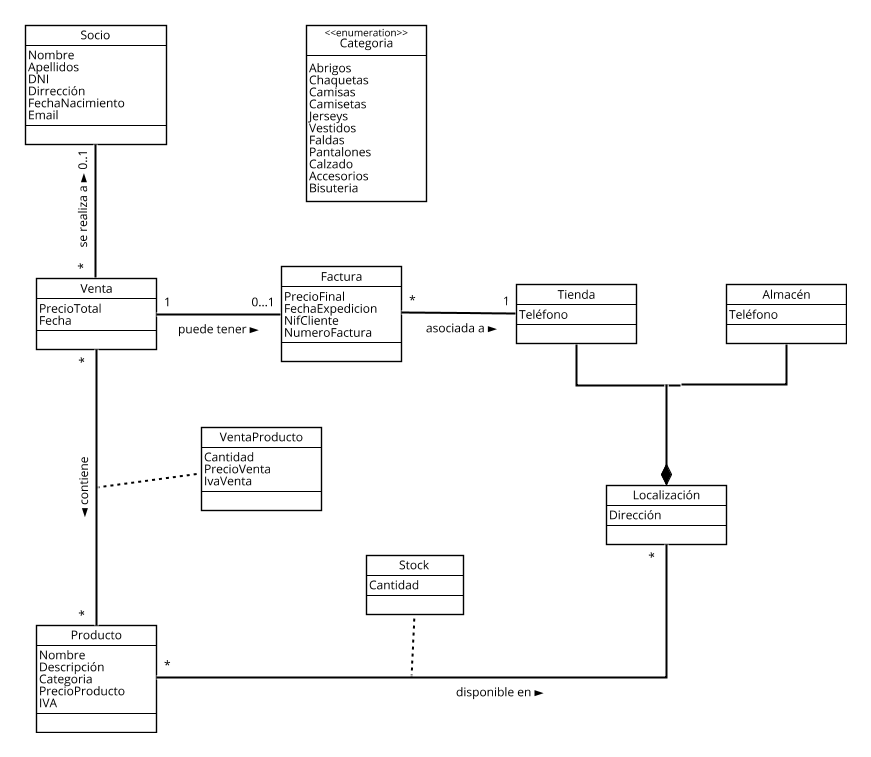 Socio
Nombre
Apellidos
DNI
Dirrección
FechaNacimiento
Email
<<enumeration>>
Categoria
Abrigos
Chaquetas
Camisas
Camisetas
Jerseys
Vestidos
Faldas
Pantalones
Calzado
Accesorios
Bisuteria
0..1
se realiza a ►
*
Venta
PrecioTotal
Fecha
1
0...1
puede tener ►
Factura
PrecioFinal
FechaExpedicion
NifCliente
NumeroFactura
*
1
asociada a ►
Tienda
Teléfono
Almacén
Teléfono
*
◄ contiene
*
VentaProducto
Cantidad
PrecioVenta
IvaVenta
Localización
Dirección
*
Stock
Cantidad
Producto
Nombre
Descripción
Categoria
PrecioProducto
IVA
*
disponible en ►